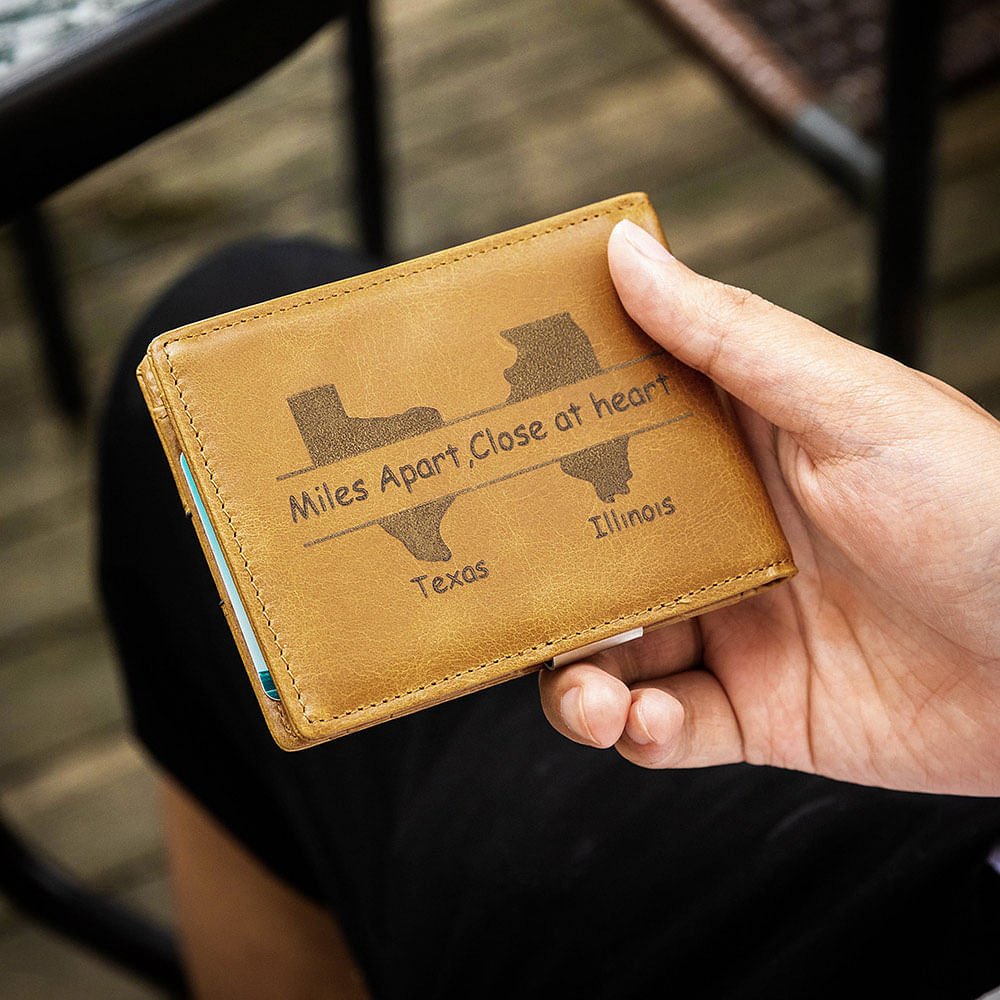 Miles Apart,Close at heart
Texas
Illinois